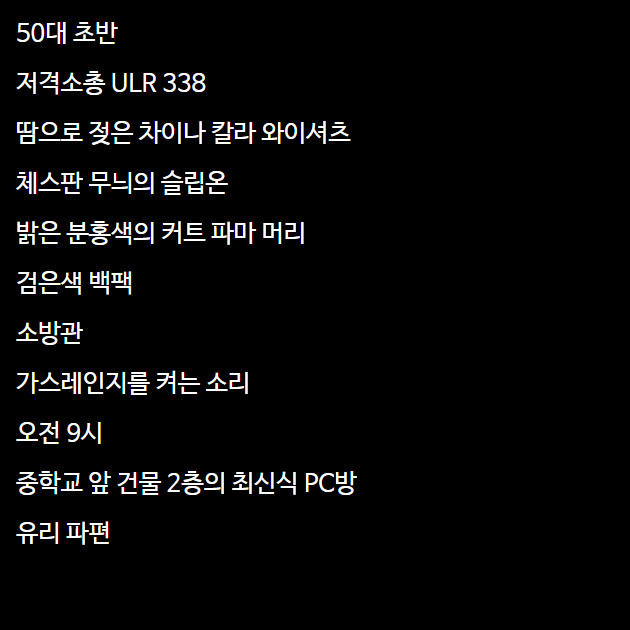 50대 초반
저격소총 ULR 338
땀으로 젖은 차이나 칼라 와이셔츠
체스판 무늬의 슬립온
밝은 분홍색의 커트 파마 머리
검은색 백팩
소방관
가스레인지를 켜는 소리
오전 9시
중학교 앞 건물 2층의 최신식 PC방
유리 파편